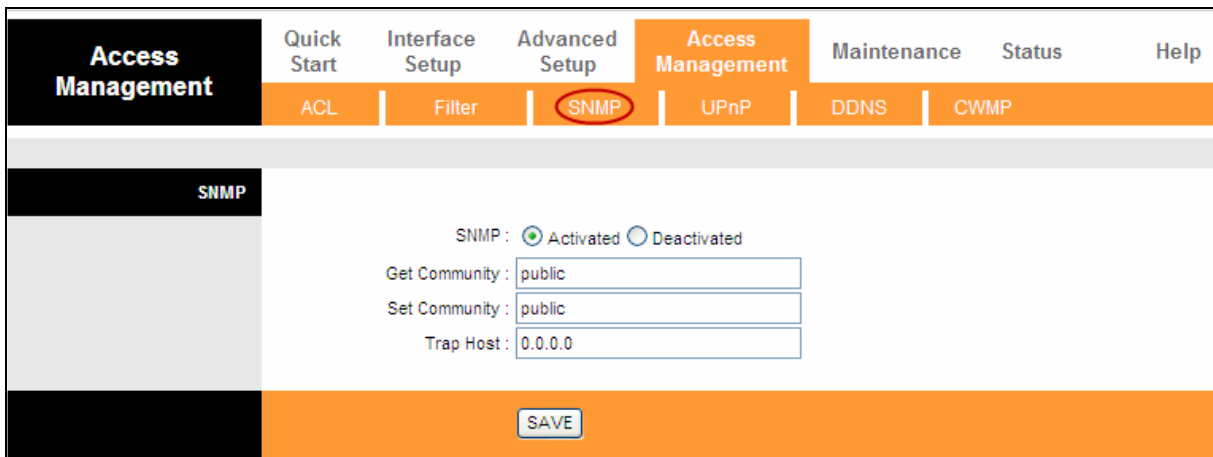 Access Management
Quick Start
Interface Setup
Advanced Setup
Access Management
Maintenance
Status
Help
ACL
Filter
SNMP
UPnP
DDNS
CWMP
SNMP
SNMP : Activated Deactivated
Get Community : public
Set Community : public
Trap Host : 0.0.0.0
SAVE